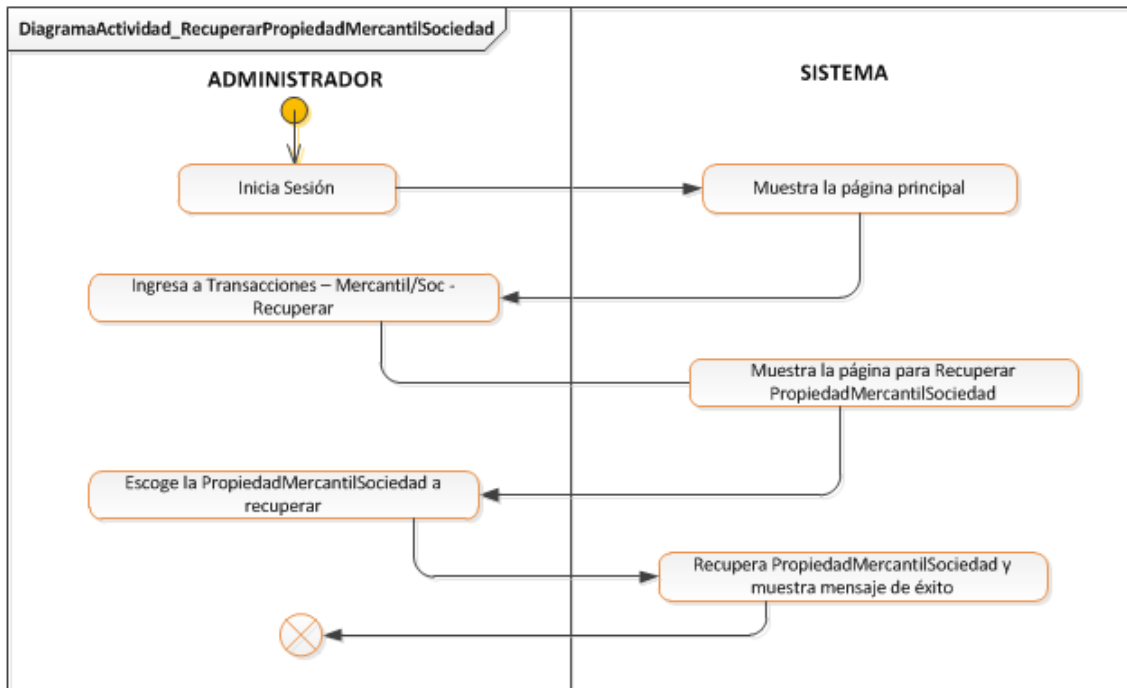 DiagramaActividad_RecuperarPropiedadMercantilSociedad
ADMINISTRADOR
SISTEMA
Inicia Sesión
Muestra la página principal
Ingresa a Transacciones – Mercantil/Soc -
Recuperar
Muestra la página para Recuperar
PropiedadMercantilSociedad
Escoge la PropiedadMercantilSociedad a
recuperar
Recupera PropiedadMercantilSociedad y
muestra mensaje de éxito